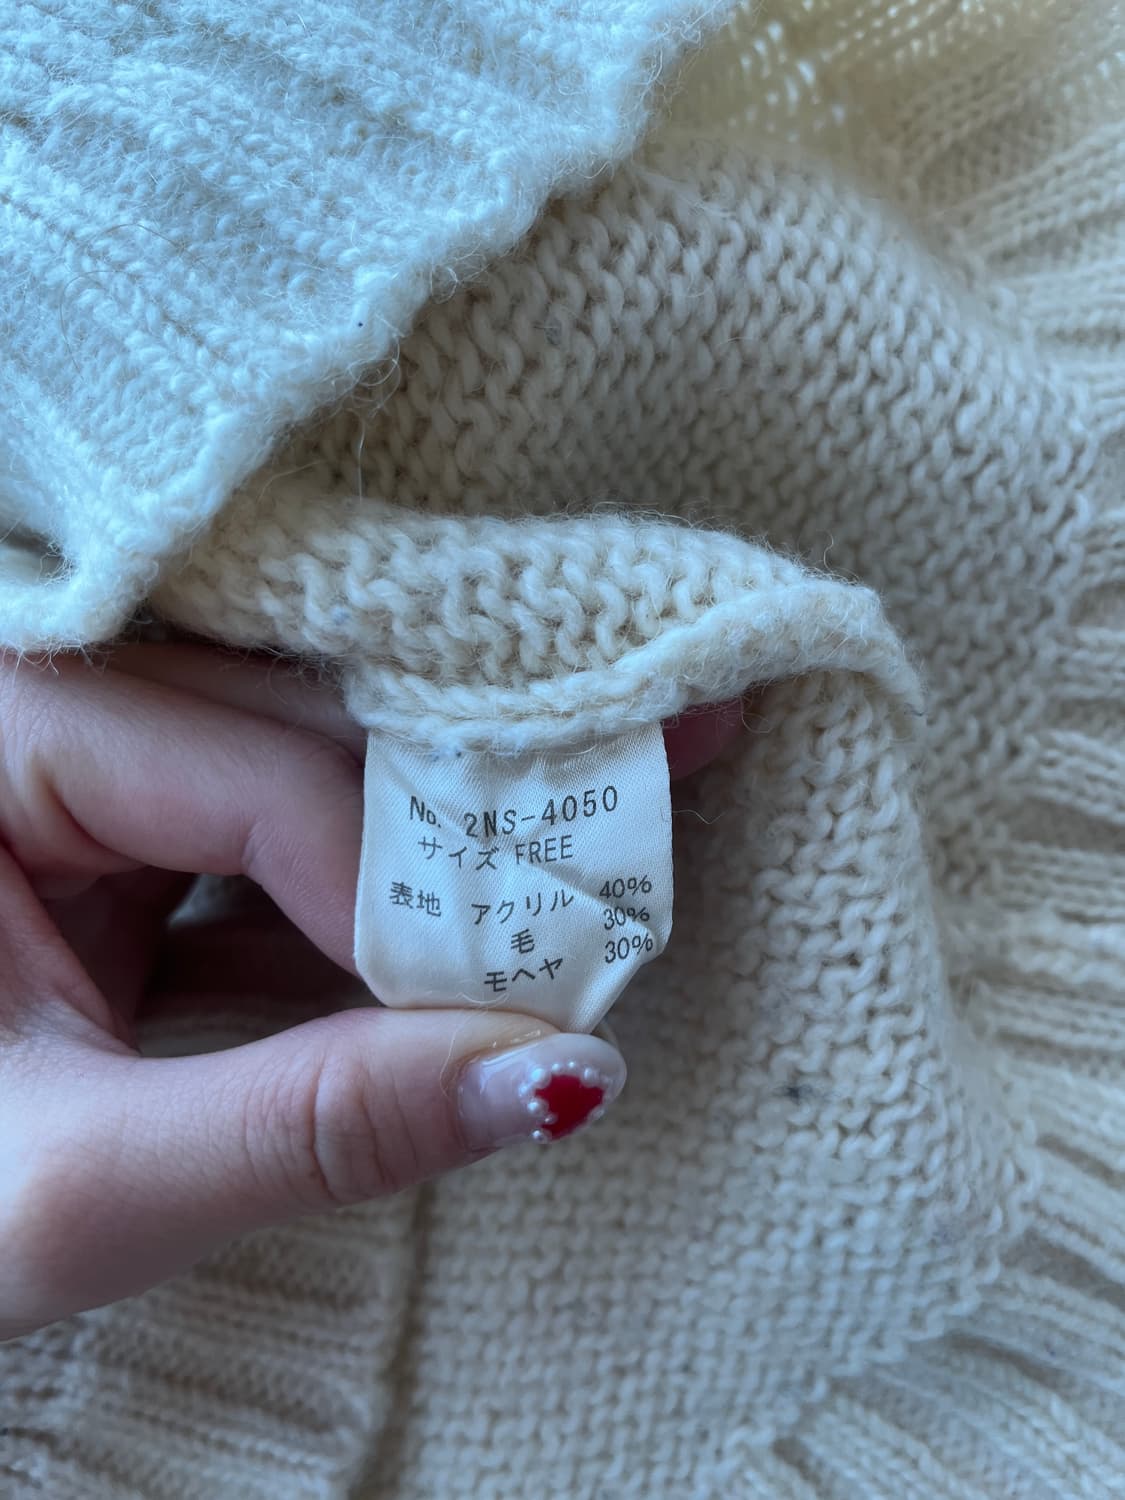 No. 2NS-4050
サイズ FREE
表地 アクリル 40%
毛 30%
モヘヤ 30%